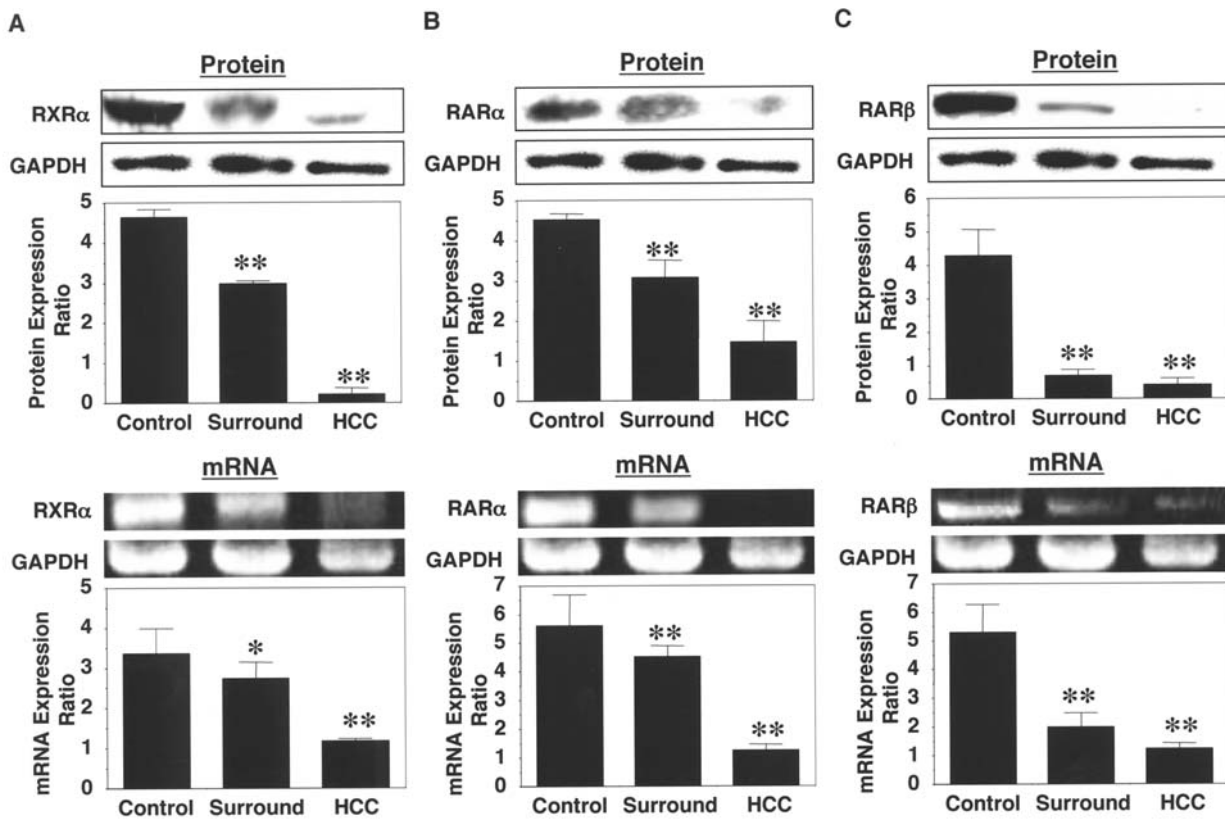 A
Protein
RXRα
GAPDH
5
4
3
2
1
0
Protein Expression
Ratio
**
**
Control Surround HCC
mRNA
RXRα
GAPDH
5
4
3
2
1
0
mRNA Expression
Ratio
*
**
Control Surround HCC
B
Protein
RARα
GAPDH
5
4
3
2
1
0
Protein Expression
Ratio
**
**
Control Surround HCC
mRNA
RARα
GAPDH
7
6
5
4
3
2
1
0
mRNA Expression
Ratio
**
**
Control Surround HCC
C
Protein
RARβ
GAPDH
6
5
4
3
2
1
0
Protein Expression
Ratio
**
**
Control Surround HCC
mRNA
RARβ
GAPDH
7
6
5
4
3
2
1
0
mRNA Expression
Ratio
**
**
Control Surround HCC